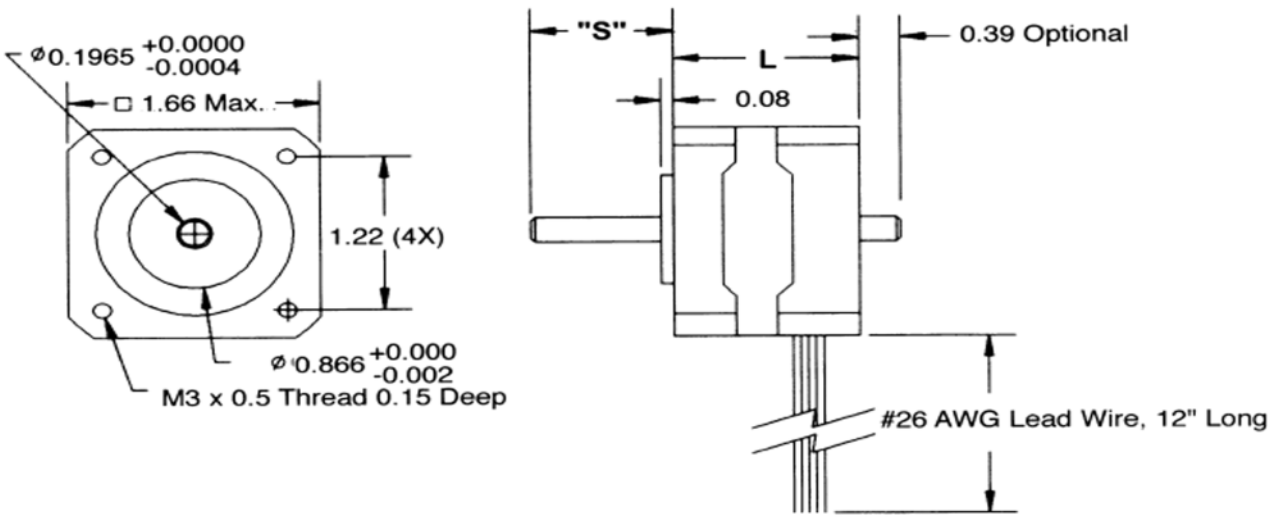 "S"
0.39 Optional
Ø0.1965 +0.0000
-0.0004
L
□ 1.66 Max.
0.08
1.22 (4X)
Ø 0.866 +0.000
-0.002
M3 x 0.5 Thread 0.15 Deep
#26 AWG Lead Wire, 12" Long